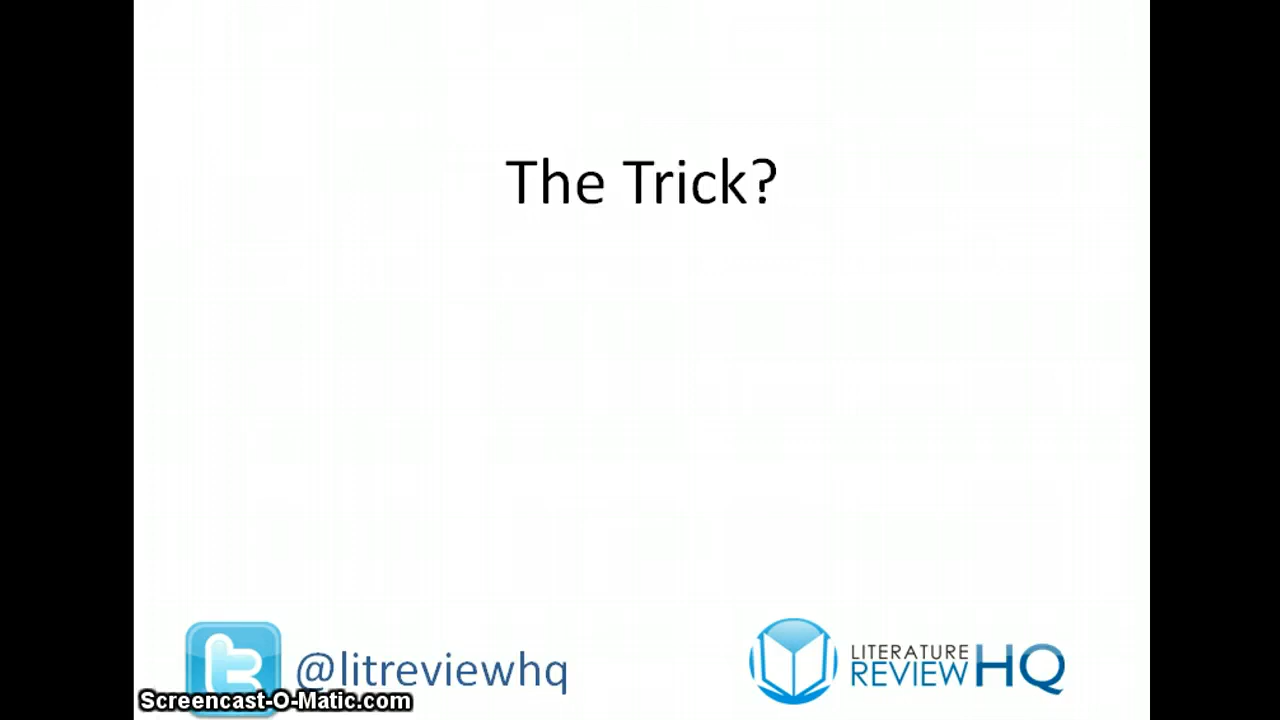 The Trick?
@litreviewhq
LITERATURE
REVIEW HQ
Screencast-O-Matic.com